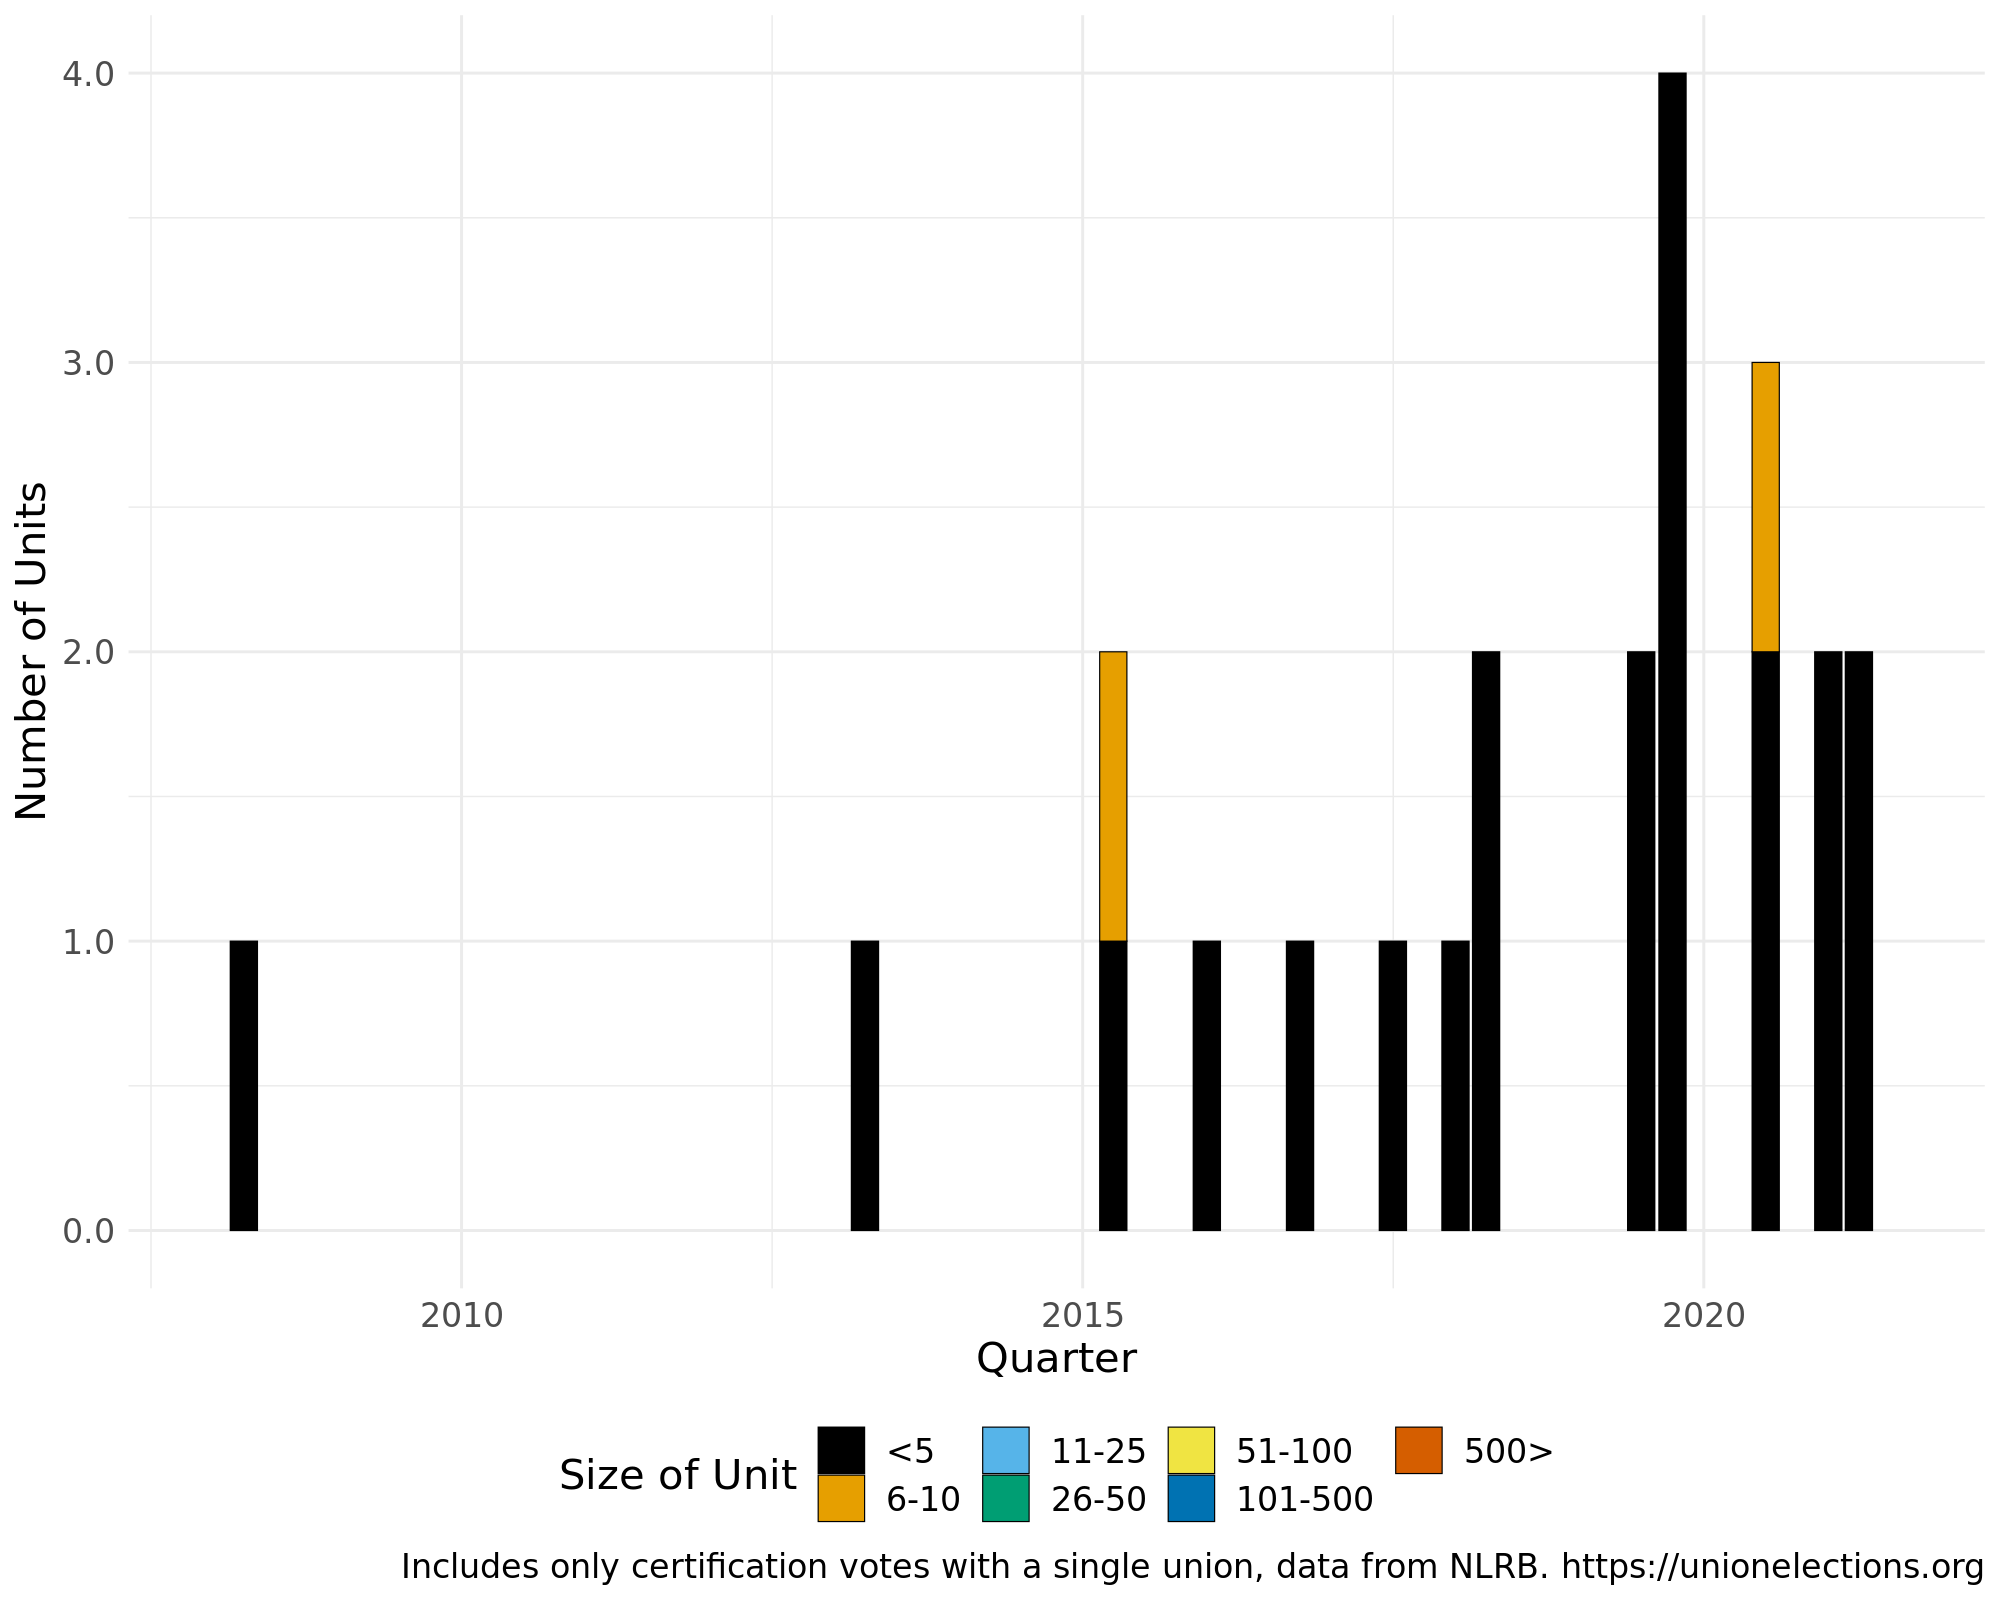 4.0
3.0
2.0
1.0
0.0
Number of Units
2010 2015 2020
Quarter
Size of Unit
<5 11-25 51-100 500>
6-10 26-50 101-500
Includes only certification votes with a single union, data from NLRB. https://unionelections.org